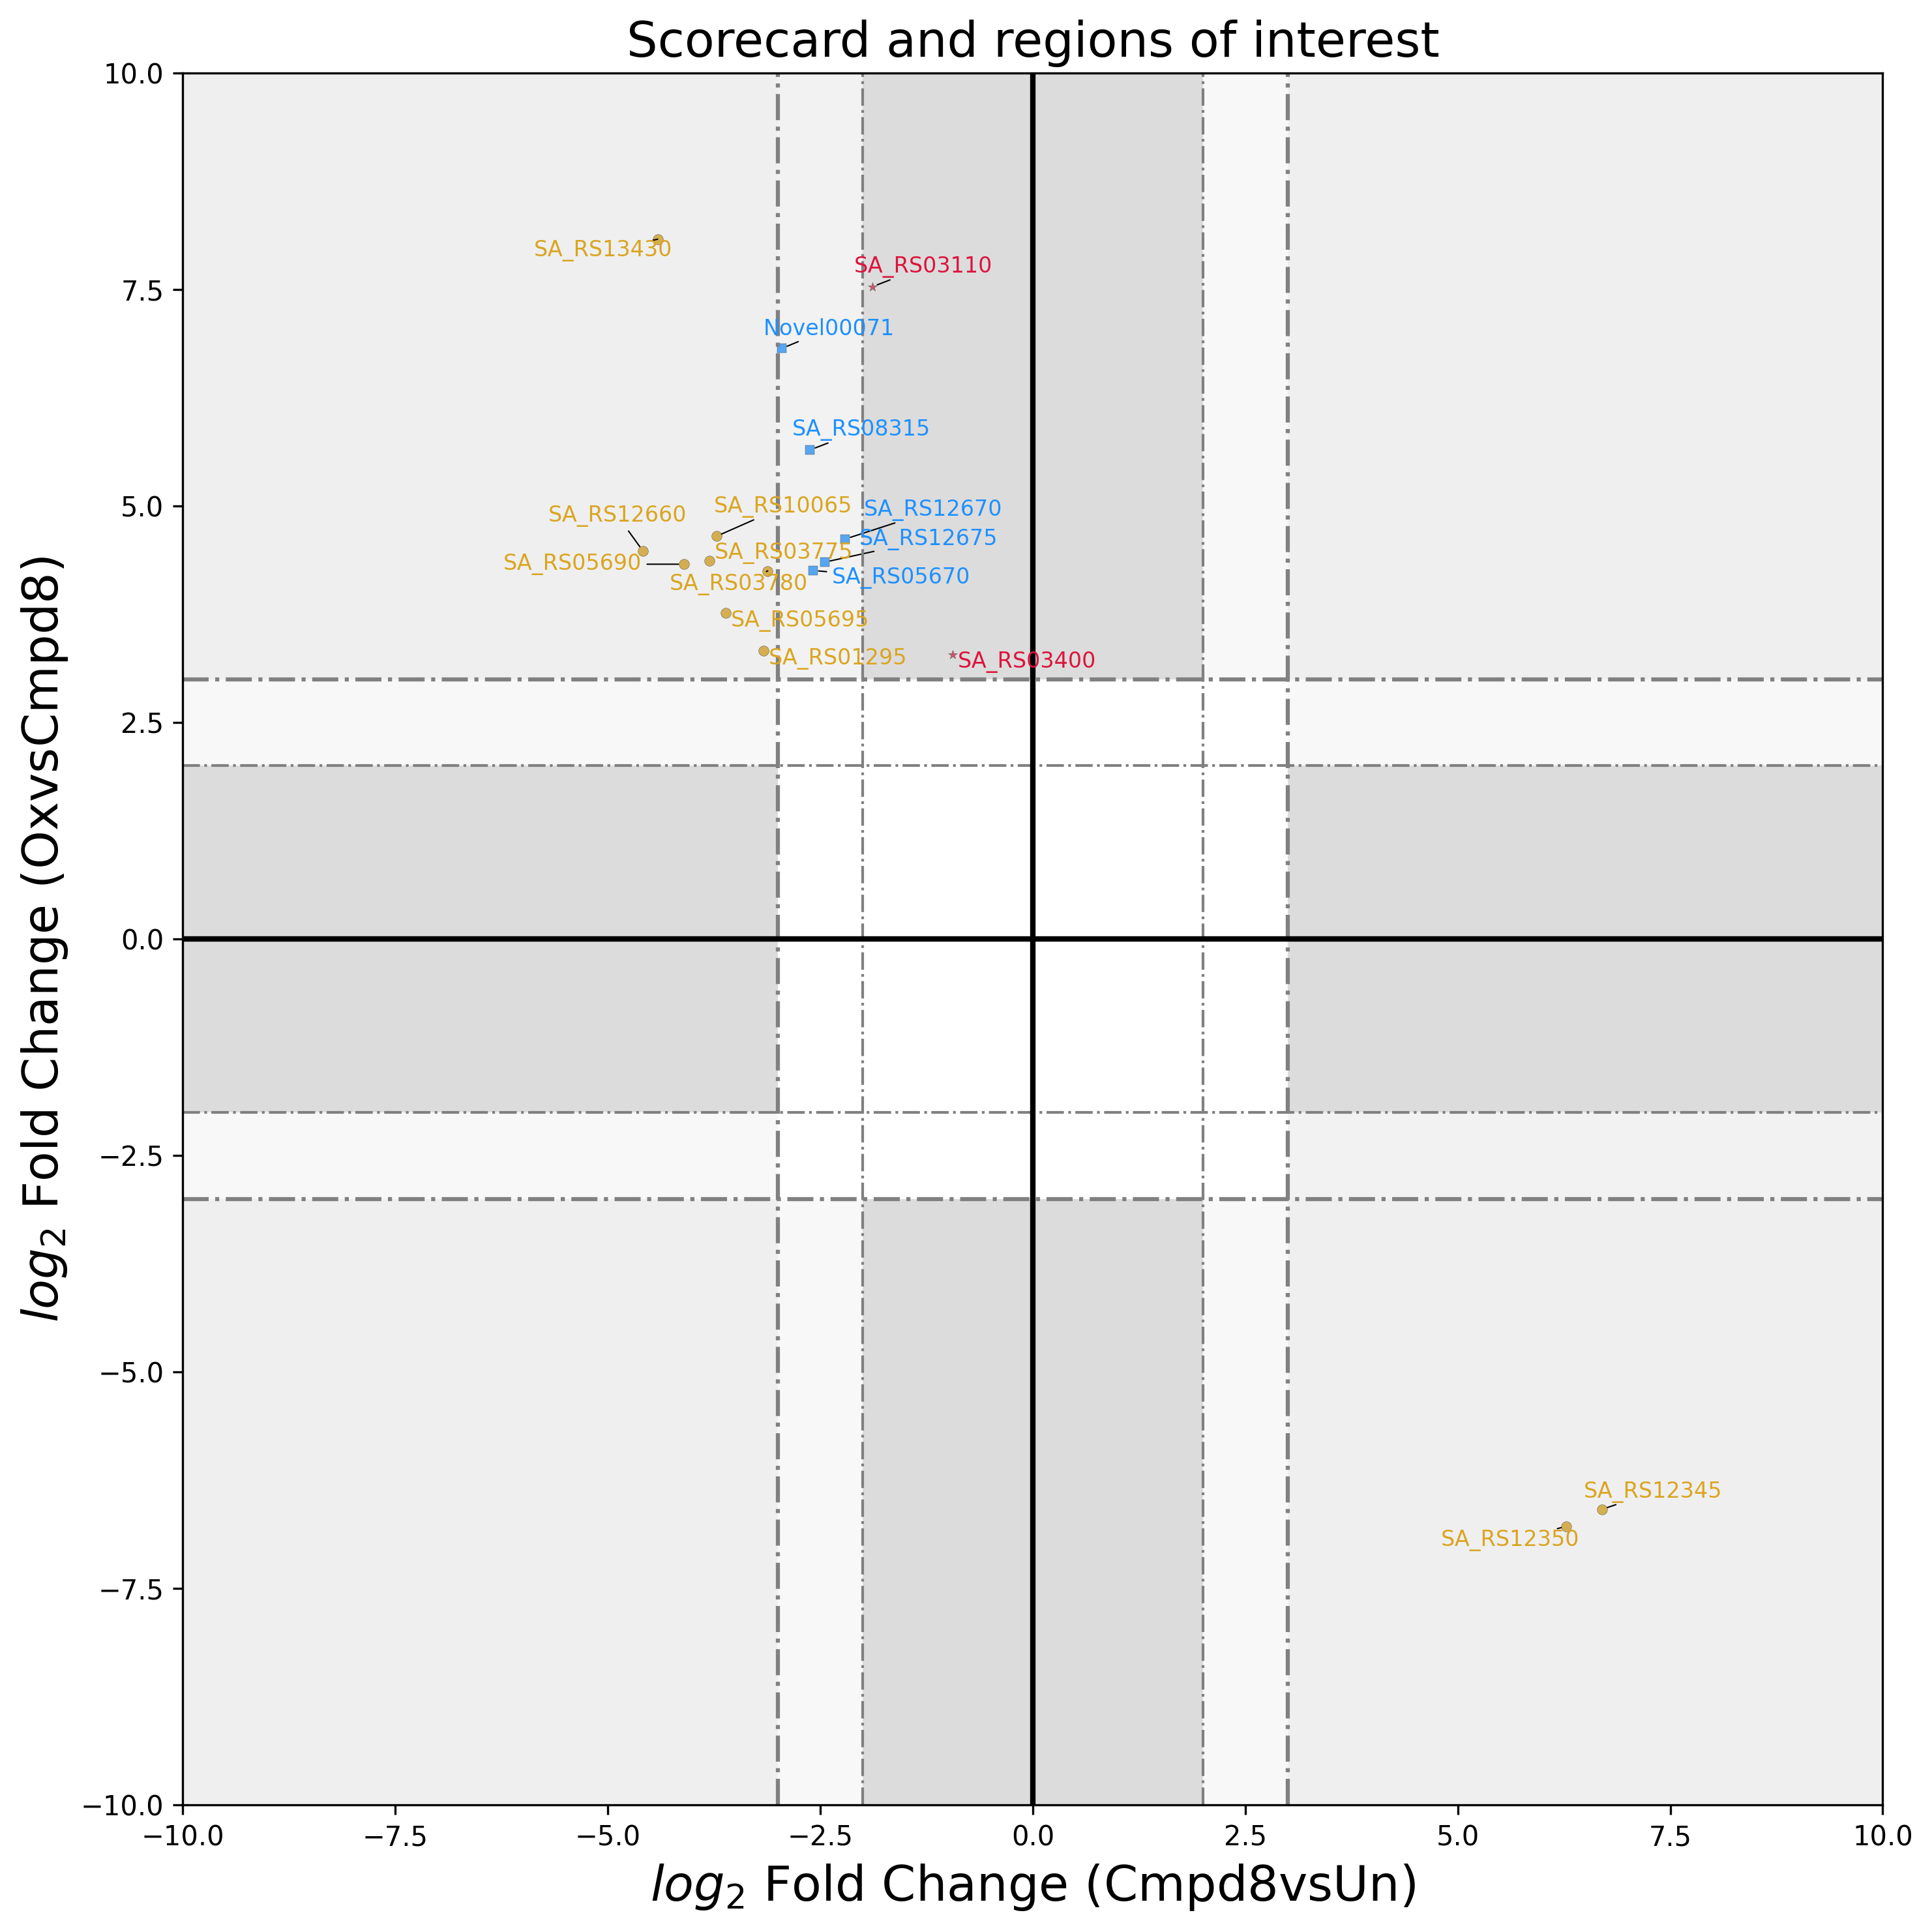 Scorecard and regions of interest
log2 Fold Change (OxvsCmpd8)
10.0
7.5
5.0
2.5
0.0
−2.5
−5.0
−7.5
−10.0
SA_RS13430
SA_RS03110
Novel00071
SA_RS08315
SA_RS10065
SA_RS12660
SA_RS12670
SA_RS12675
SA_RS03775
SA_RS05690
SA_RS05670
SA_RS03780
SA_RS05695
SA_RS01295
SA_RS03400
SA_RS12345
SA_RS12350
−10.0 −7.5 −5.0 −2.5 0.0 2.5 5.0 7.5 10.0
log2 Fold Change (Cmpd8vsUn)